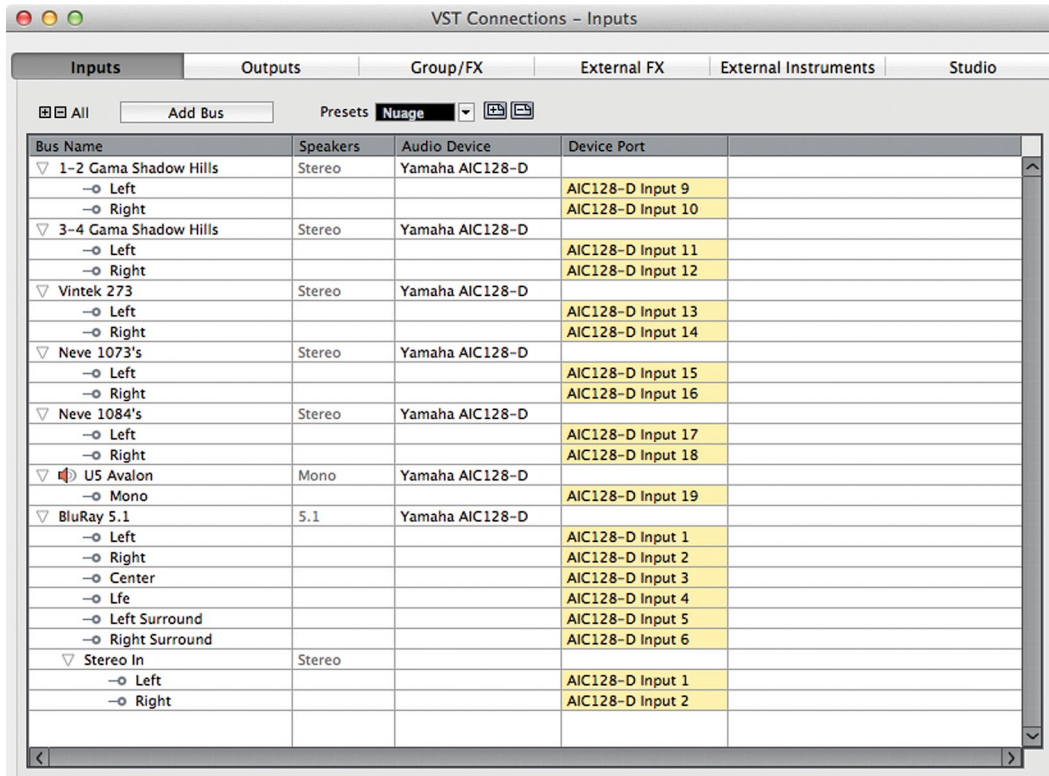 VST Connections – Inputs
Inputs Outputs Group/FX External FX External Instruments Studio
All Add Bus Presets Nuage
Bus Name Speakers Audio Device Device Port
1-2 Gama Shadow Hills Stereo Yamaha AIC128-D
Left AIC128-D Input 9
Right AIC128-D Input 10
3-4 Gama Shadow Hills Stereo Yamaha AIC128-D
Left AIC128-D Input 11
Right AIC128-D Input 12
Vintek 273 Stereo Yamaha AIC128-D
Left AIC128-D Input 13
Right AIC128-D Input 14
Neve 1073's Stereo Yamaha AIC128-D
Left AIC128-D Input 15
Right AIC128-D Input 16
Neve 1084's Stereo Yamaha AIC128-D
Left AIC128-D Input 17
Right AIC128-D Input 18
U5 Avalon Mono Yamaha AIC128-D
Mono AIC128-D Input 19
BluRay 5.1 5.1 Yamaha AIC128-D
Left AIC128-D Input 1
Right AIC128-D Input 2
Center AIC128-D Input 3
Lfe AIC128-D Input 4
Left Surround AIC128-D Input 5
Right Surround AIC128-D Input 6
Stereo In Stereo
Left AIC128-D Input 1
Right AIC128-D Input 2